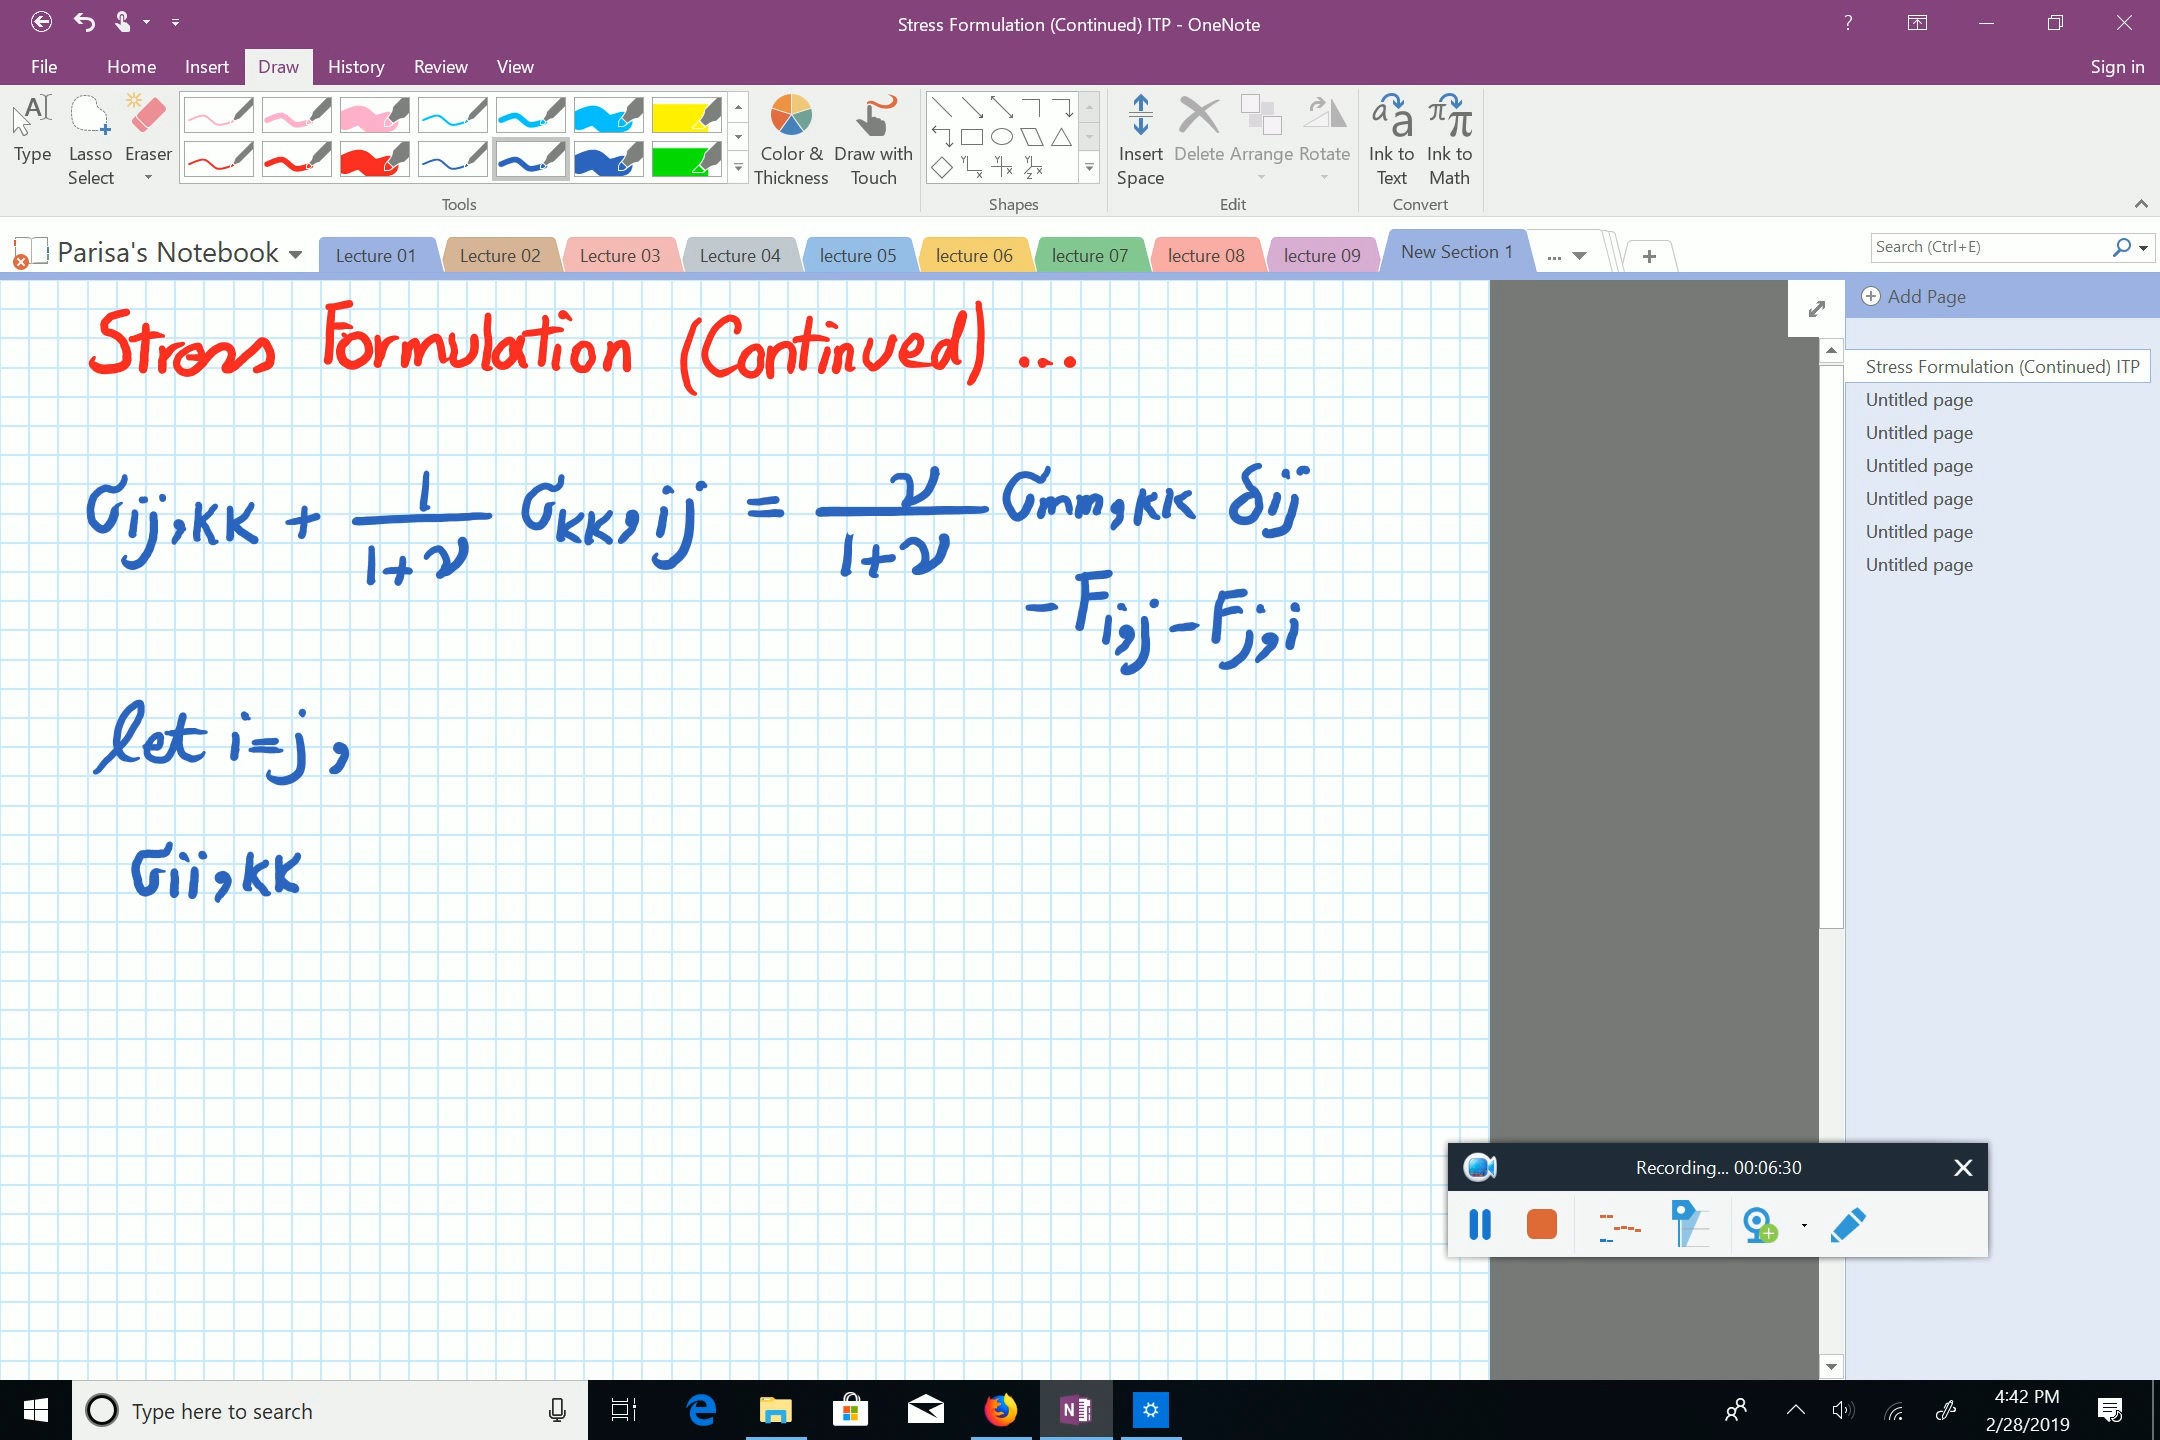 Stress Formulation (Continued) ITP - OneNote
?
File Home Insert Draw History Review View
Sign in
Type
Lasso Select
Eraser
Color & Thickness
Draw with Touch
Insert Space
Delete
Arrange
Rotate
Ink to Text
Ink to Math
Tools
Shapes
Edit
Convert
Parisa's Notebook
Lecture 01 Lecture 02 Lecture 03 Lecture 04 lecture 05 lecture 06 lecture 07 lecture 08 lecture 09 New Section 1 ... +
Search (Ctrl+E)
Add Page
Stress Formulation (Continued) ITP
Untitled page
Untitled page
Untitled page
Untitled page
Untitled page
Untitled page
Stress Formulation (Continued) ...
σij,kk + 1/(1+ν) σkk,ij = ν/(1+ν) σmm,kk δij
- Fi,j - Fj,i
let i=j ,
σii,kk
Recording... 00:06:30
Type here to search
4:42 PM
2/28/2019